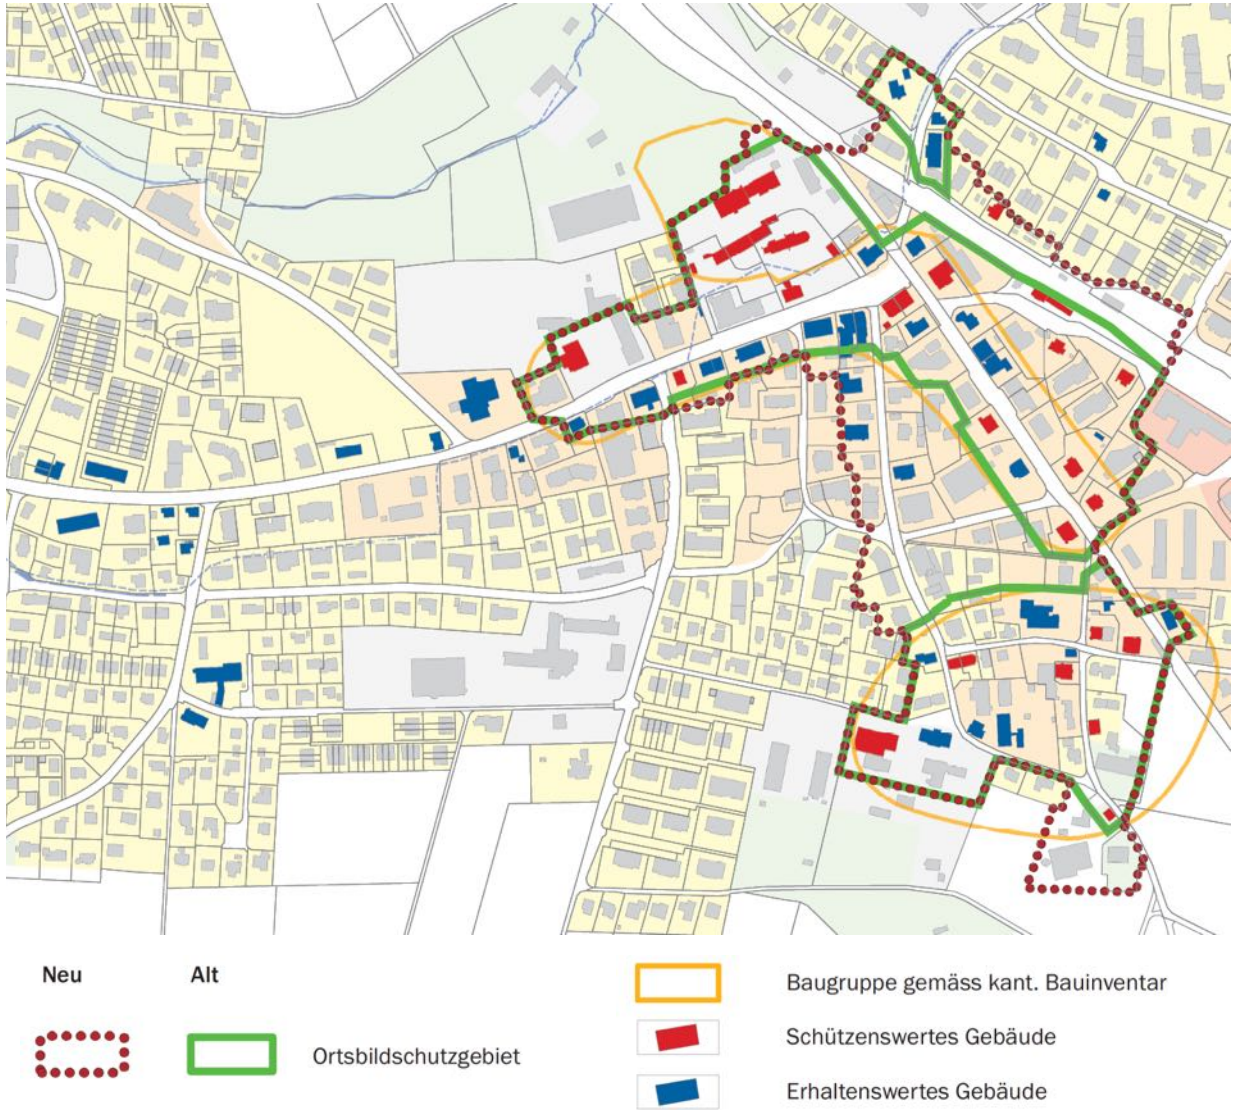 Neu Alt
Ortsbildschutzgebiet
Baugruppe gemäss kant. Bauinventar
Schützenswertes Gebäude
Erhaltenswertes Gebäude